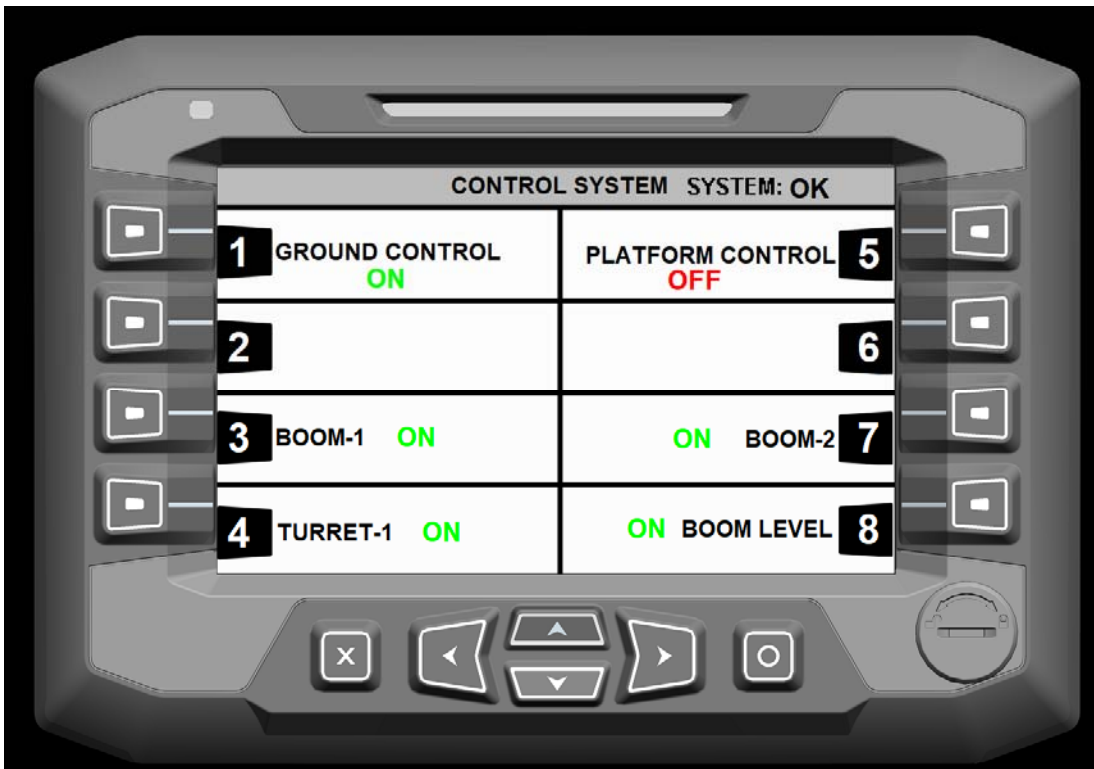 CONTROL SYSTEM SYSTEM: OK
1 GROUND CONTROL
ON
PLATFORM CONTROL 5
OFF
2
6
3 BOOM-1 ON
ON BOOM-2 7
4 TURRET-1 ON
ON BOOM LEVEL 8
X
O